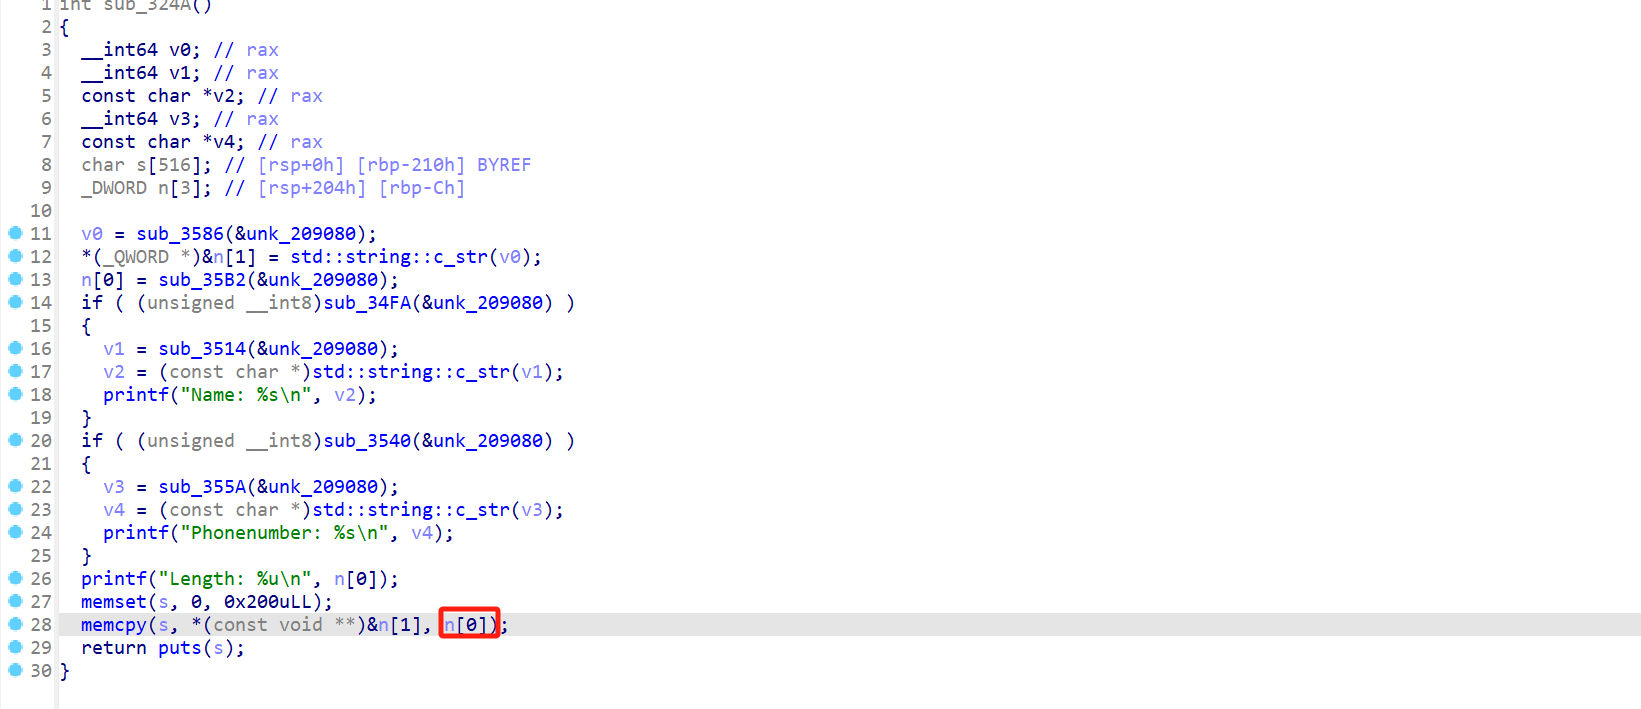 1 int sub_324A()
2 {
3   __int64 v0; // rax
4   __int64 v1; // rax
5   const char *v2; // rax
6   __int64 v3; // rax
7   const char *v4; // rax
8   char s[516]; // [rsp+0h] [rbp-210h] BYREF
9   _DWORD n[3]; // [rsp+204h] [rbp-Ch]
10
11   v0 = sub_3586(&unk_209080);
12   *(_QWORD *)&n[1] = std::string::c_str(v0);
13   n[0] = sub_35B2(&unk_209080);
14   if ( (unsigned __int8)sub_34FA(&unk_209080) )
15   {
16     v1 = sub_3514(&unk_209080);
17     v2 = (const char *)std::string::c_str(v1);
18     printf("Name: %s\n", v2);
19   }
20   if ( (unsigned __int8)sub_3540(&unk_209080) )
21   {
22     v3 = sub_355A(&unk_209080);
23     v4 = (const char *)std::string::c_str(v3);
24     printf("Phonenumber: %s\n", v4);
25   }
26   printf("Length: %u\n", n[0]);
27   memset(s, 0, 0x200uLL);
28   memcpy(s, *(const void **)&n[1], n[0]);
29   return puts(s);
30 }